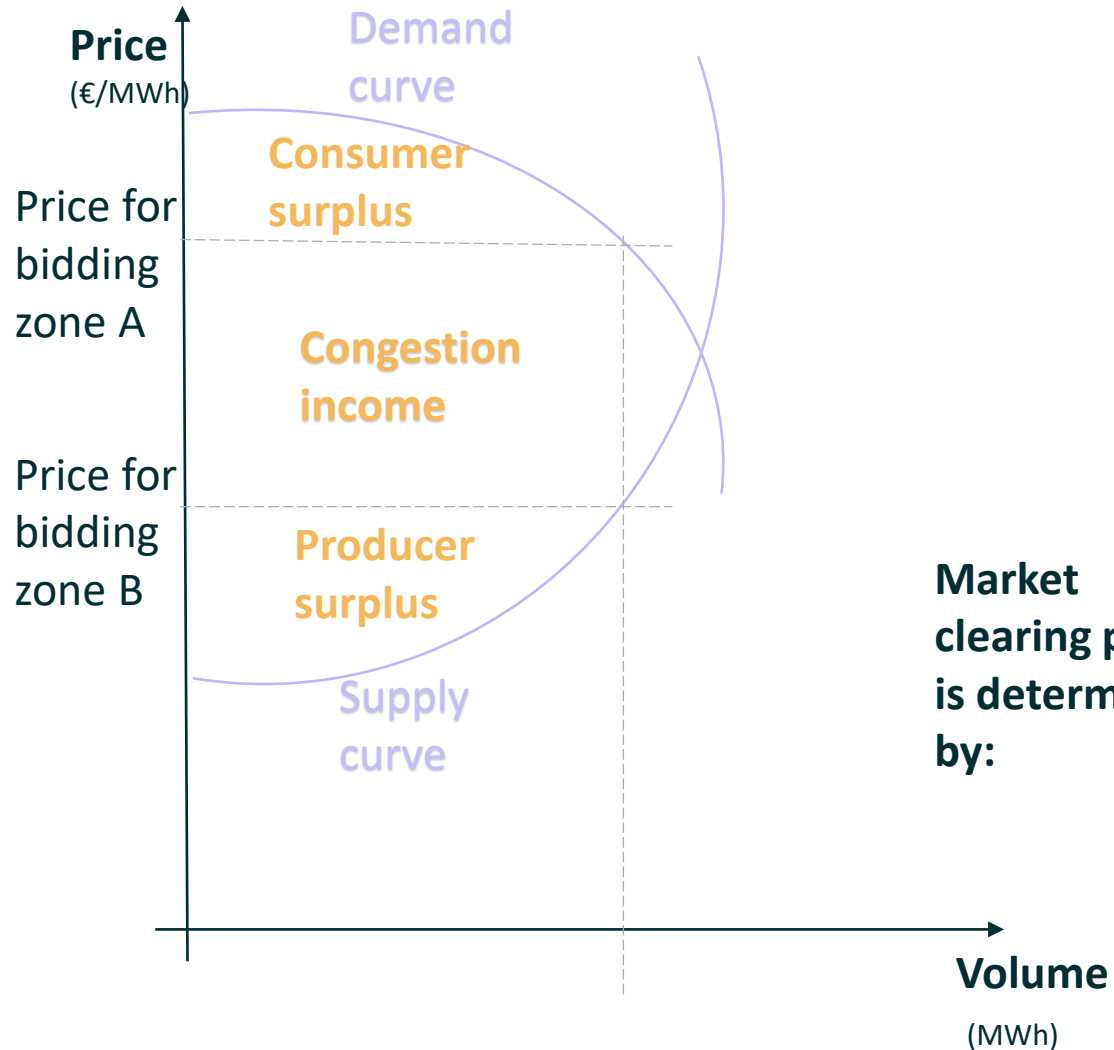 Price
(€/MWh)
Demand
curve
Consumer
surplus
Price for
bidding
zone A
Congestion
income
Price for
bidding
zone B
Producer
surplus
Supply
curve
Market
clearing p
is determ
by:
Volume
(MWh)